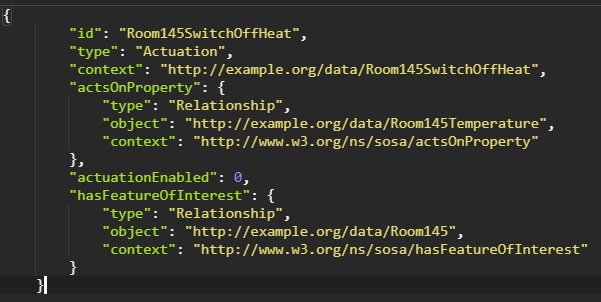 {
"id": "Room145SwitchOffHeat",
"type": "Actuation",
"context": "http://example.org/data/Room145SwitchOffHeat",
"actsOnProperty": {
"type": "Relationship",
"object": "http://example.org/data/Room145Temperature",
"context": "http://www.w3.org/ns/sosa/actsOnProperty"
},
"actuationEnabled": 0,
"hasFeatureOfInterest": {
"type": "Relationship",
"object": "http://example.org/data/Room145",
"context": "http://www.w3.org/ns/sosa/hasFeatureOfInterest"
}
}